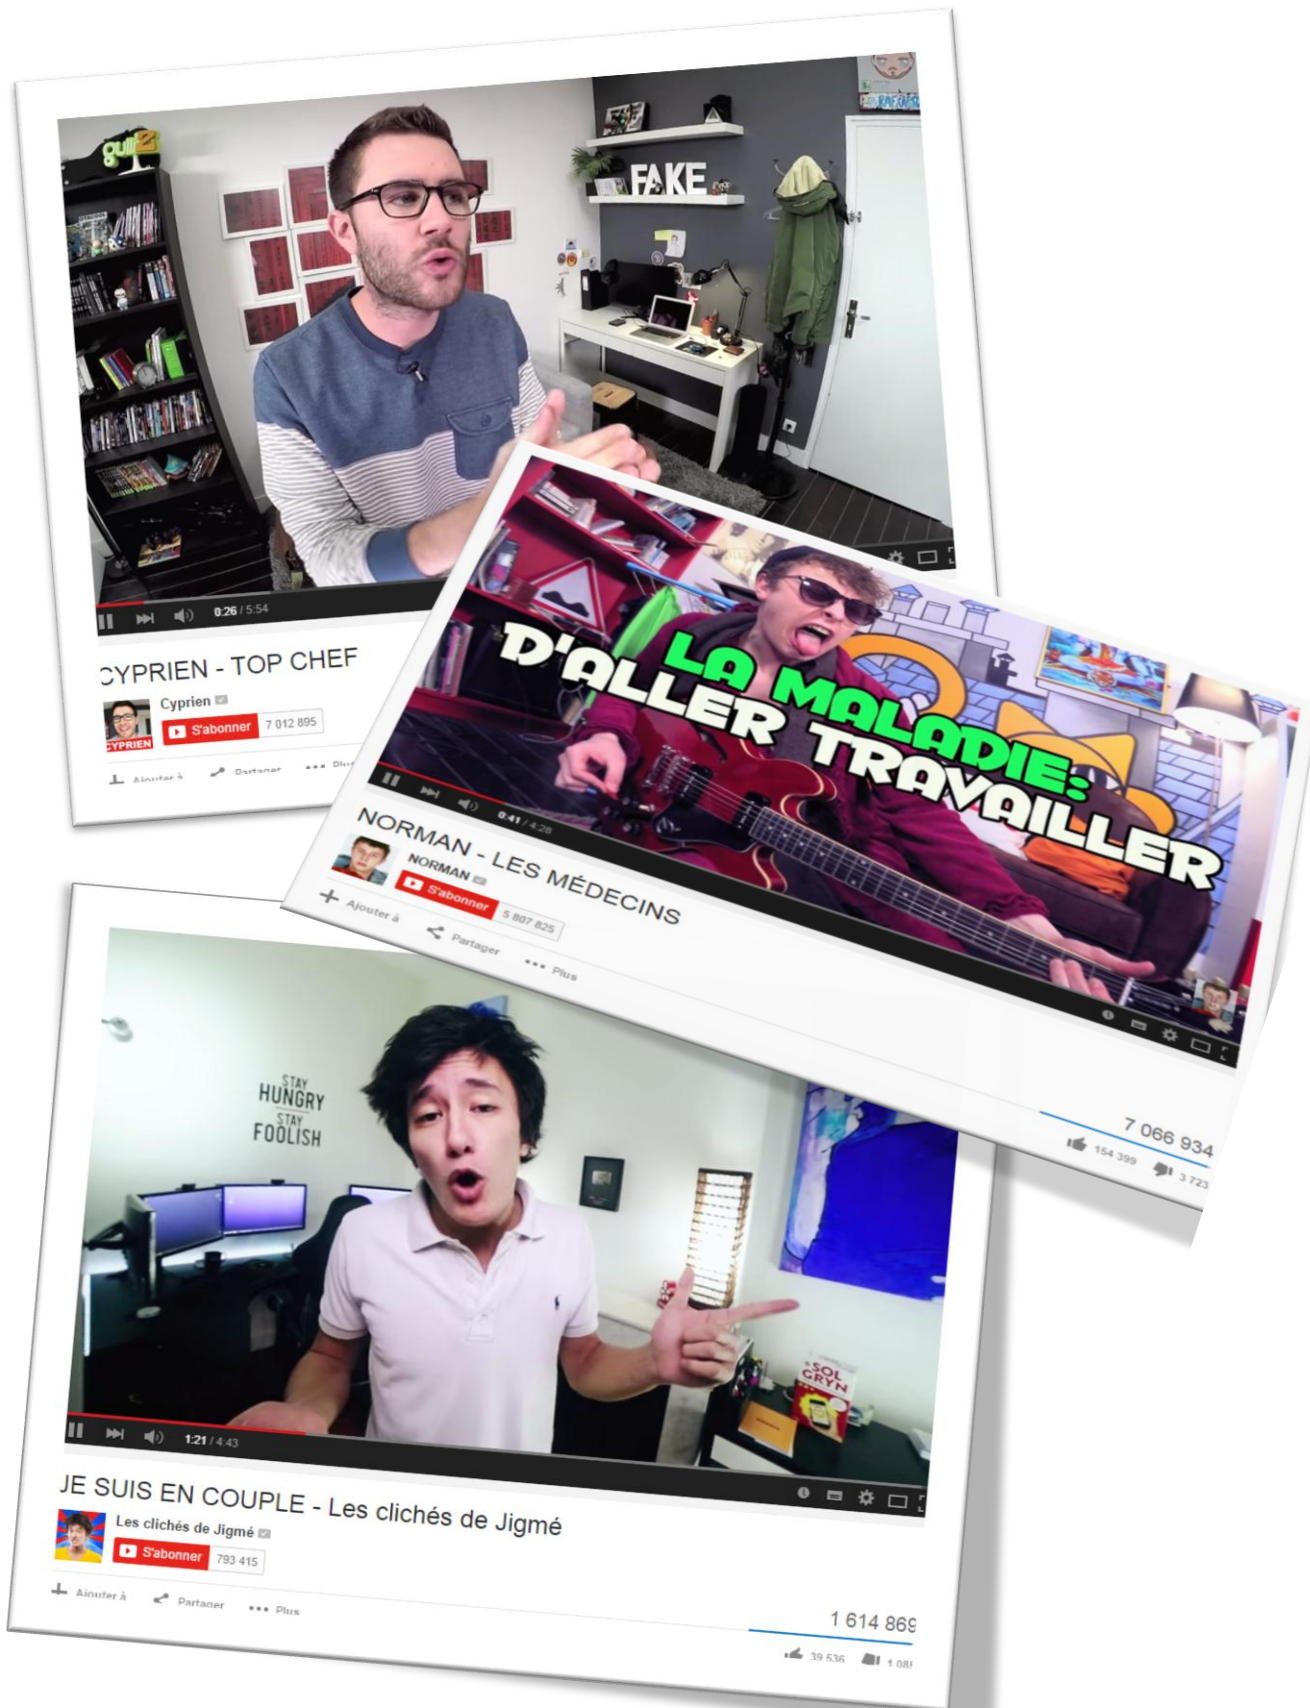 gulli
FAKE
0:26 / 5:54
CYPRIEN - TOP CHEF
CYPRIEN
Cyprien
S'abonner 7 012 895
Ajouter à Partager
LA MALADIE:
D'ALLER TRAVAILLER
0:41 / 4:28
NORMAN - LES MÉDECINS
NORMAN
S'abonner 5 807 825
Ajouter à Partager Plus
7 066 934
154 399 3 723
STAY
HUNGRY
STAY
FOOLISH
SOL
GRYN
1:21 / 4:43
JE SUIS EN COUPLE - Les clichés de Jigmé
Les clichés de Jigmé
S'abonner 793 415
Ajouter à Partager Plus
1 614 869
39 536